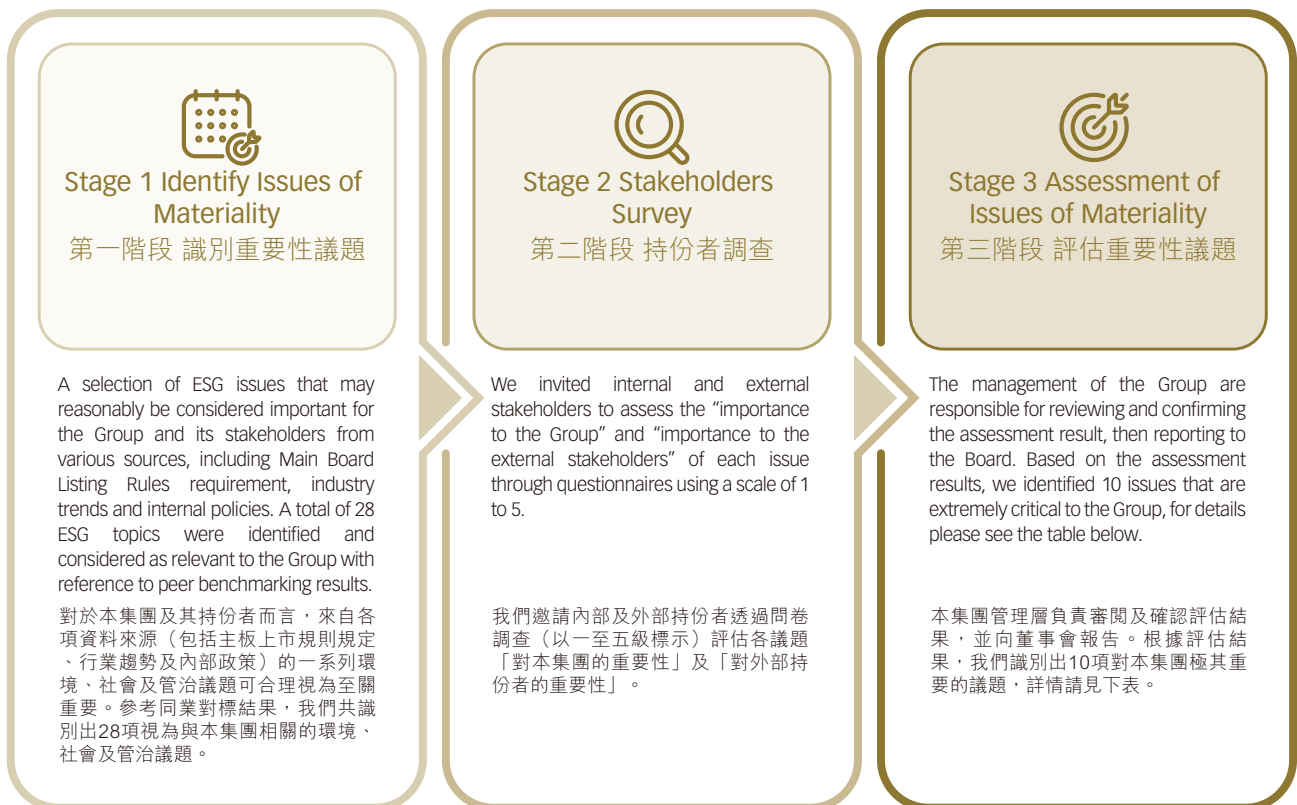 Stage 1 Identify Issues of
Materiality
第一階段 識別重要性議題
A selection of ESG issues that may
reasonably be considered important for
the Group and its stakeholders from
various sources, including Main Board
Listing Rules requirement, industry
trends and internal policies. A total of 28
ESG topics were identified and
considered as relevant to the Group with
reference to peer benchmarking results.
對於本集團及其持份者而言，來自各
項資料來源（包括主板上市規則規定
、行業趨勢及內部政策）的一系列環
境、社會及管治議題可合理視為至關
重要。參考同業對標結果，我們共識
別出28項視為與本集團相關的環境、
社會及管治議題。
Stage 2 Stakeholders
Survey
第二階段 持份者調查
We invited internal and external
stakeholders to assess the “importance
to the Group” and “importance to the
external stakeholders” of each issue
through questionnaires using a scale of 1
to 5.
我們邀請內部及外部持份者透過問卷
調查（以一至五級標示）評估各議題
「對本集團的重要性」及「對外部持
份者的重要性」。
Stage 3 Assessment of
Issues of Materiality
第三階段 評估重要性議題
The management of the Group are
responsible for reviewing and confirming
the assessment result, then reporting to
the Board. Based on the assessment
results, we identified 10 issues that are
extremely critical to the Group, for details
please see the table below.
本集團管理層負責審閱及確認評估結
果，並向董事會報告。根據評估結
果，我們識別出10項對本集團極其重
要的議題，詳情請見下表。